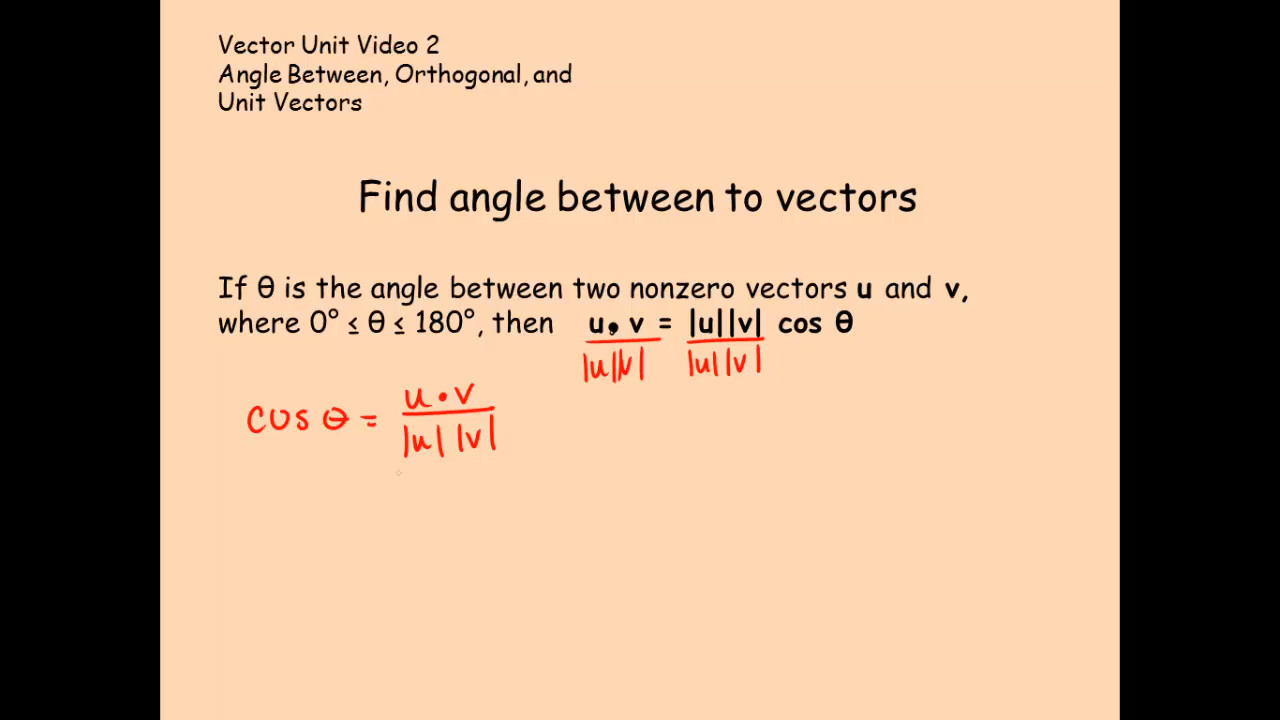 Vector Unit Video 2
Angle Between, Orthogonal, and
Unit Vectors
Find angle between to vectors
If θ is the angle between two nonzero vectors u and v,
where 0° ≤ θ ≤ 180°, then u • v = |u||v| cos θ
|u||v| |u||v|
cos θ = u • v
|u| |v|